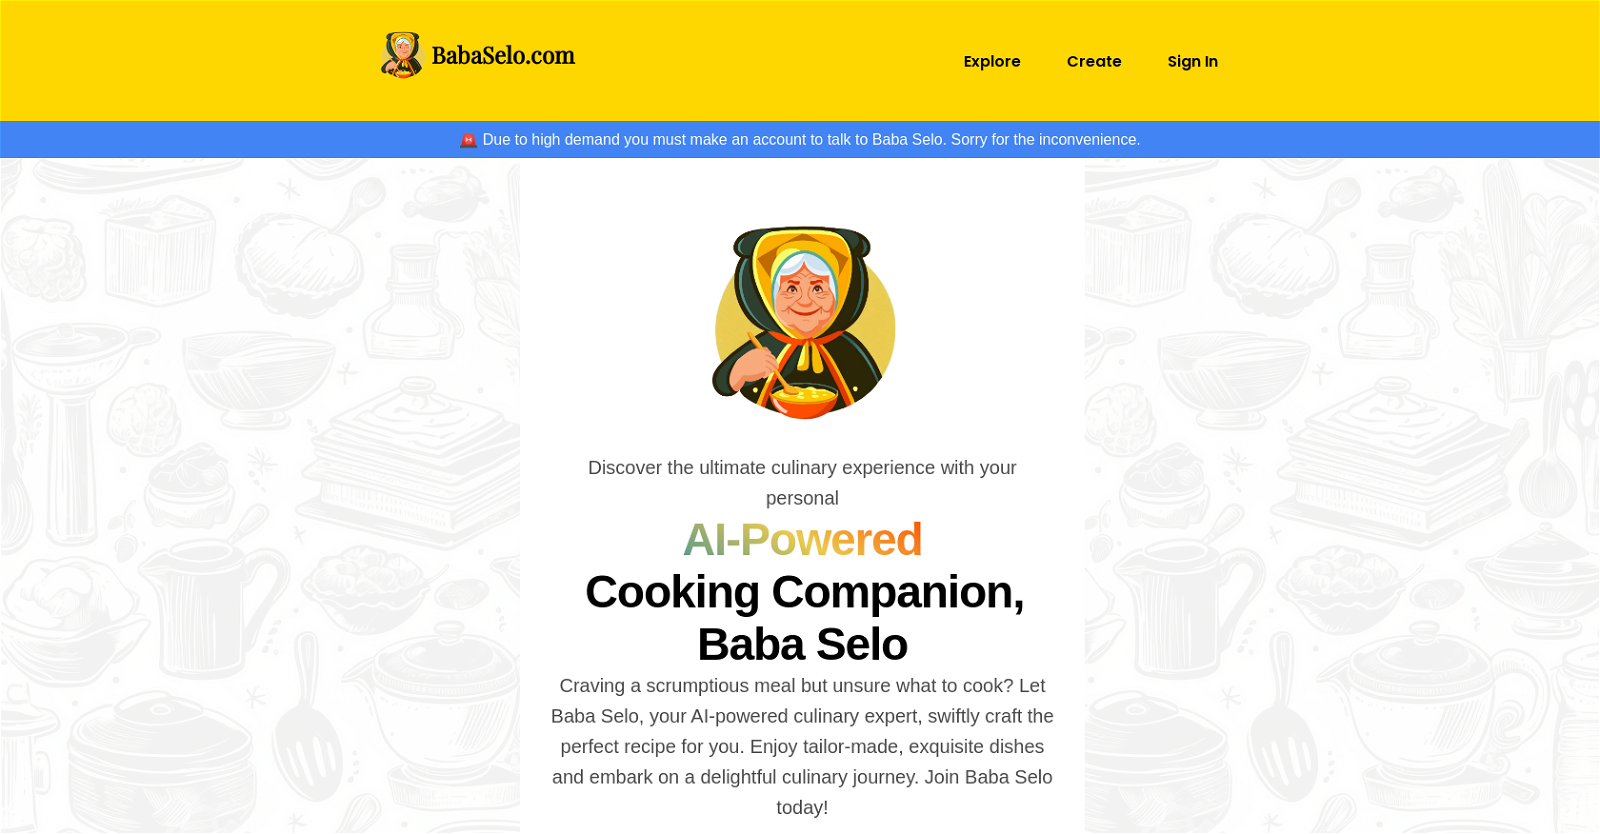 BabaSelo.com
Explore Create Sign In
🚨 Due to high demand you must make an account to talk to Baba Selo. Sorry for the inconvenience.
Discover the ultimate culinary experience with your
personal
AI-Powered
Cooking Companion,
Baba Selo
Craving a scrumptious meal but unsure what to cook? Let
Baba Selo, your AI-powered culinary expert, swiftly craft the
perfect recipe for you. Enjoy tailor-made, exquisite dishes
and embark on a delightful culinary journey. Join Baba Selo
today!